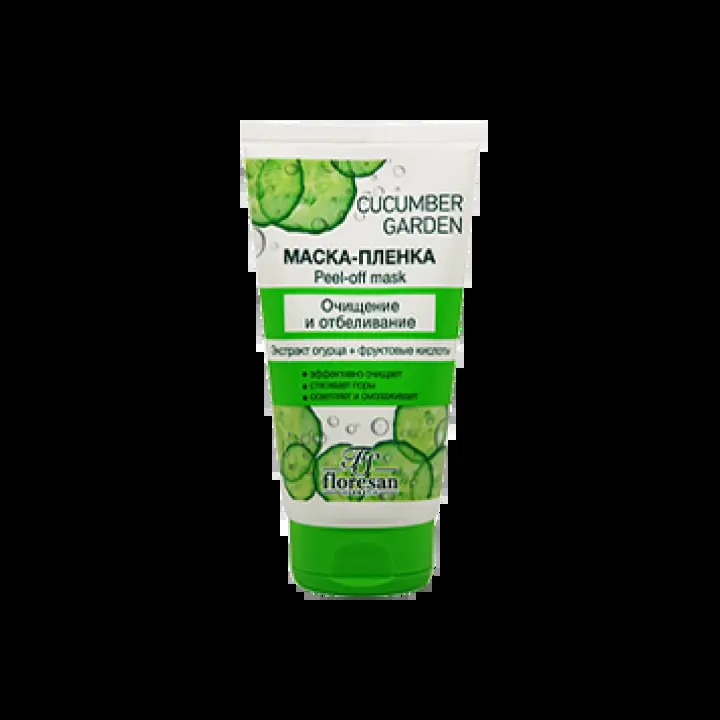 CUCUMBER
GARDEN
МАСКА-ПЛЕНКА
Peel-off mask
Очищение
и отбеливание
Экстракт огурца • фруктовые кислоты
• эффективно очищает
• стягивает поры
• осветляет и омолаживает
floresan